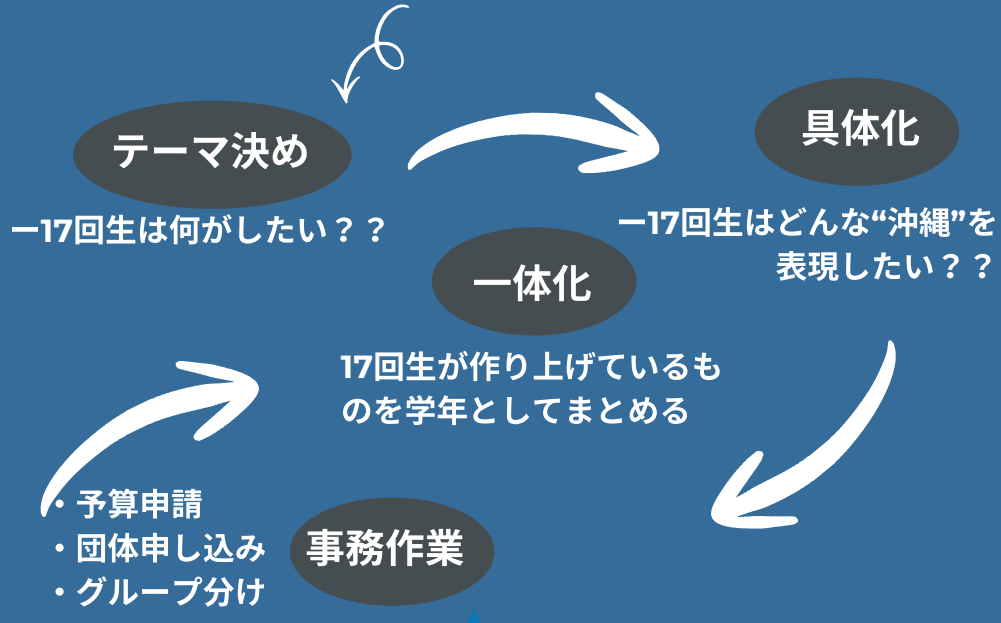 テーマ決め
ー17回生は何がしたい？？
具体化
ー17回生はどんな“沖縄”を
表現したい？？
一体化
17回生が作り上げているも
のを学年としてまとめる
・予算申請
・団体申し込み
・グループ分け
事務作業